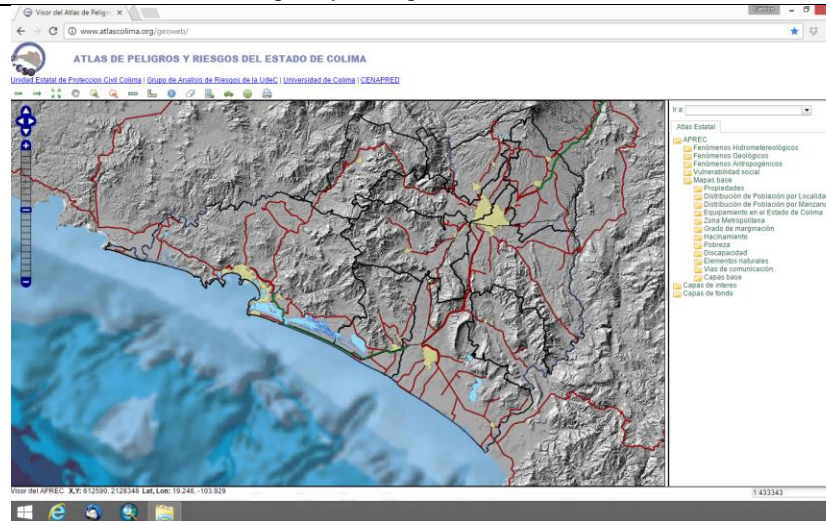 Visor del Atlas de Peligr
www.atlascolima.org/geoweb/
ATLAS DE PELIGROS Y RIESGOS DEL ESTADO DE COLIMA
Unidad Estatal de Proteccion Civil Colima | Grupo de Analisis de Riesgos de la UdeC | Universidad de Colima | CENAPRED
Ir a:
Atlas Estatal
APREC
Fenómenos Hidrometereológicos
Fenómenos Geológicos
Fenómenos Antropogénicos
Vulnerabilidad social
Mapas base
Propiedades
Distribución de Población por Localida
Distribución de Población por Manzana
Equipamiento en el Estado de Colima
Zona Metropolitana
Grado de marginación
Hacinamiento
Pobreza
Discapacidad
Elementos naturales
Vías de comunicación
Capas base
Capas de interes
Capas de fondo
Visor del APREC X,Y: 612590, 2128346 Lat, Lon: 19.246, -103.929
1:433343